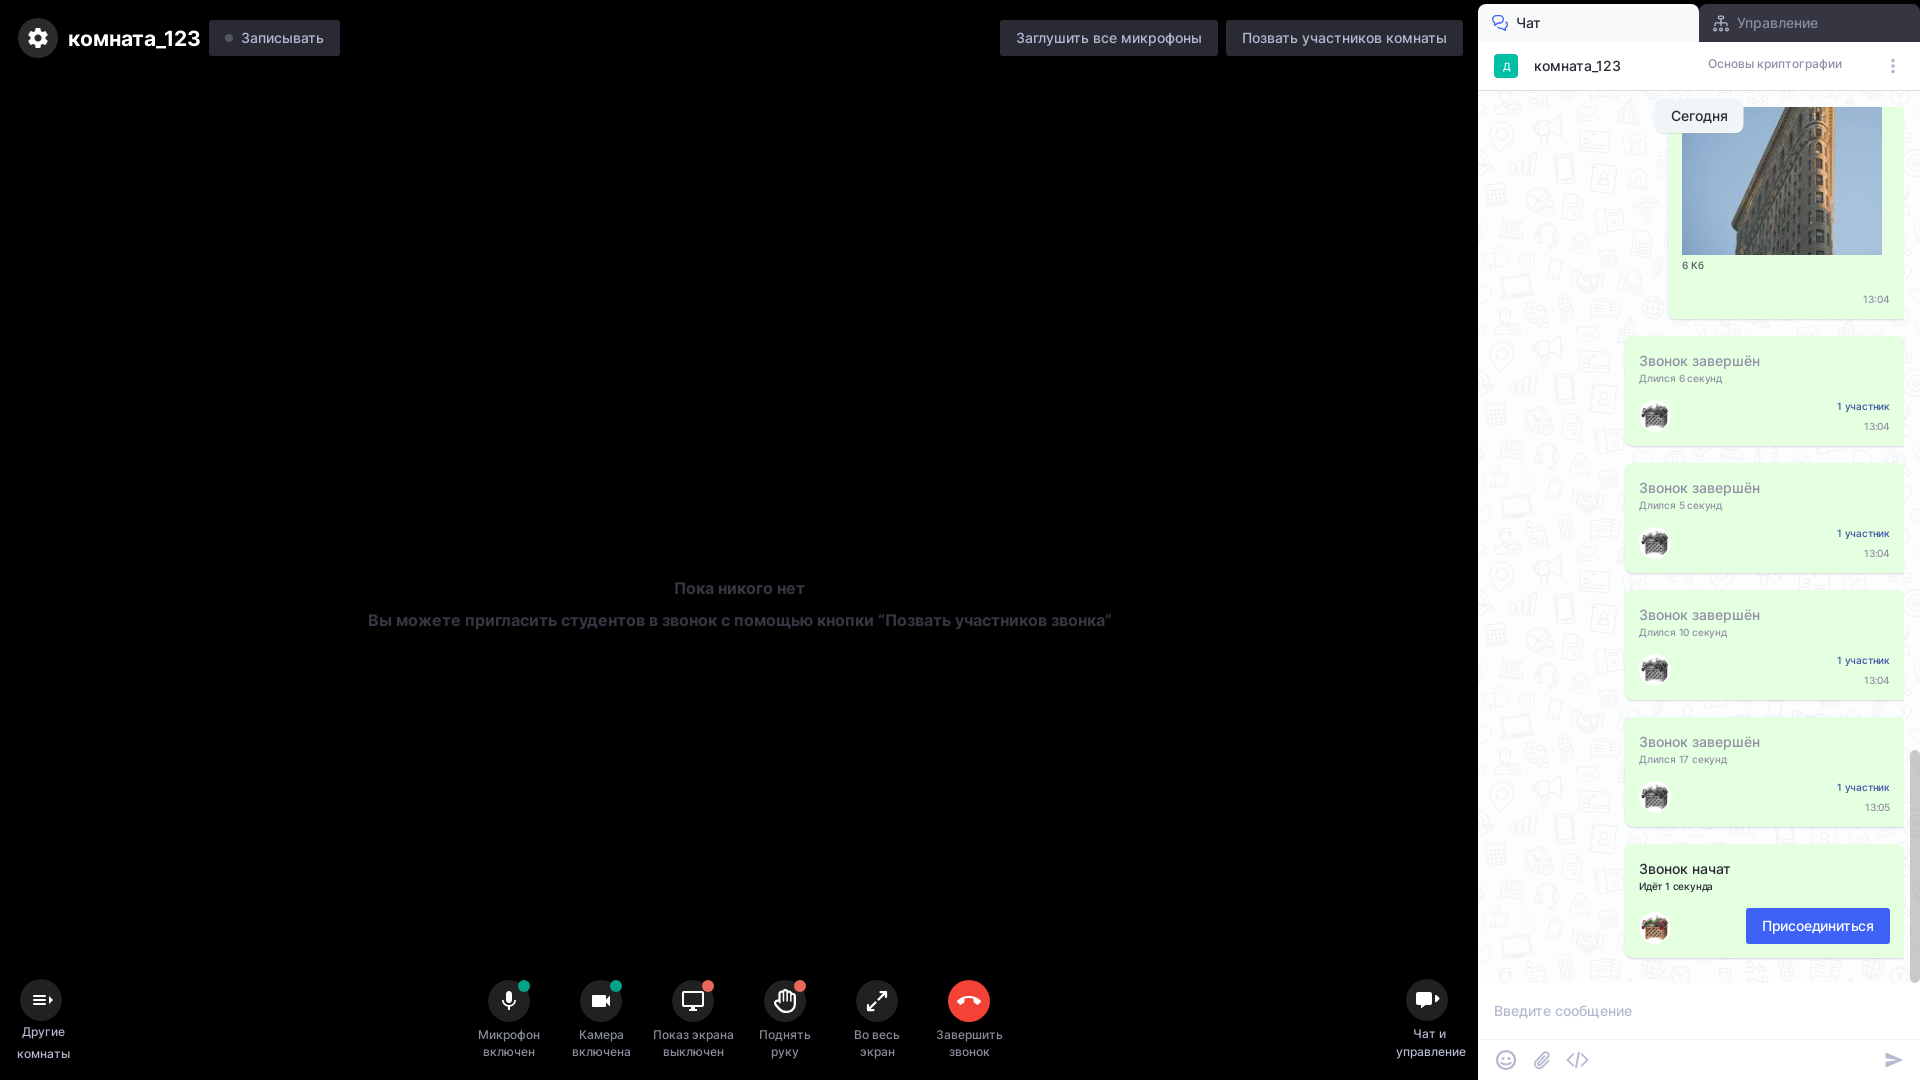 комната_123
Записывать
Заглушить все микрофоны
Позвать участников комнаты
Чат
Управление
Д
комната_123
Основы криптографии
Сегодня
6 Кб
13:04
Звонок завершён
Длился 6 секунд
1 участник
13:04
Звонок завершён
Длился 5 секунд
1 участник
13:04
Звонок завершён
Длился 10 секунд
1 участник
13:04
Звонок завершён
Длился 17 секунд
1 участник
13:05
Звонок начат
Идёт 1 секунда
Присоединиться
Введите сообщение
Пока никого нет
Вы можете пригласить студентов в звонок с помощью кнопки “Позвать участников звонка”
Другие
комнаты
Микрофон
включен
Камера
включена
Показ экрана
выключен
Поднять
руку
Во весь
экран
Завершить
звонок
Чат и
управление